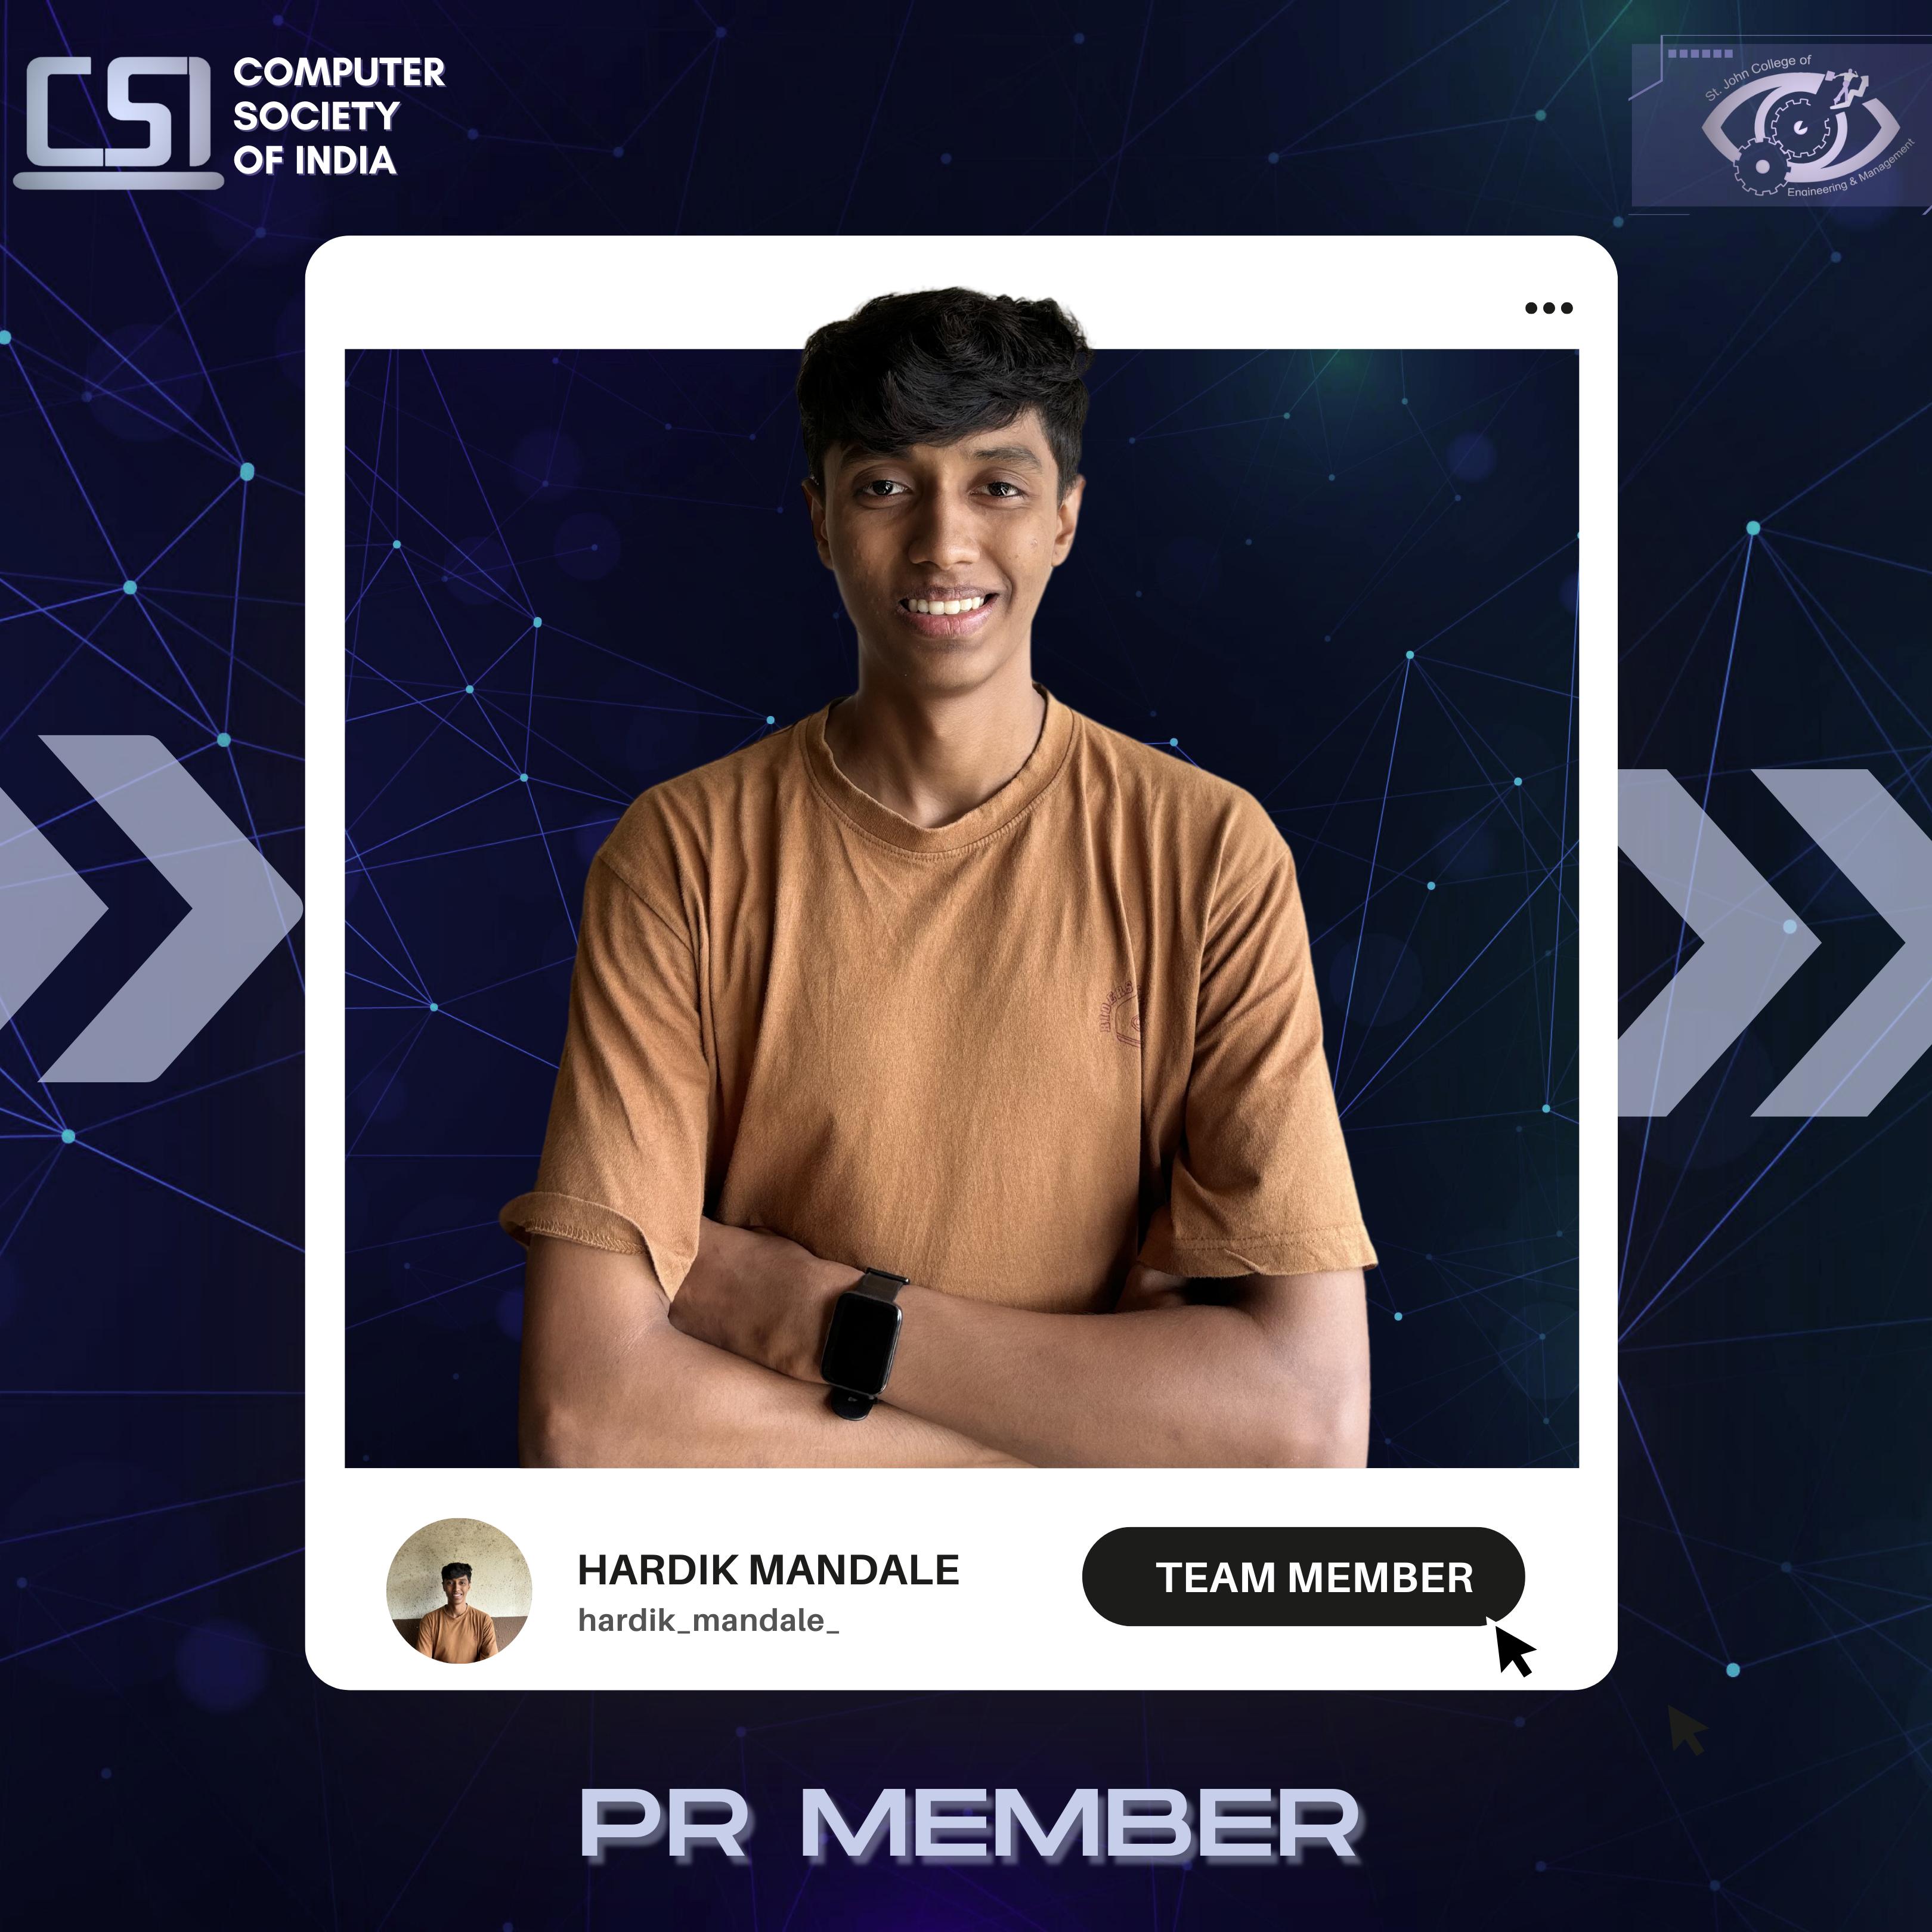 CSI
COMPUTER
SOCIETY
OF INDIA
St. John College of
Engineering & Management
HARDIK MANDALE
hardik_mandale_
TEAM MEMBER
PR MEMBER